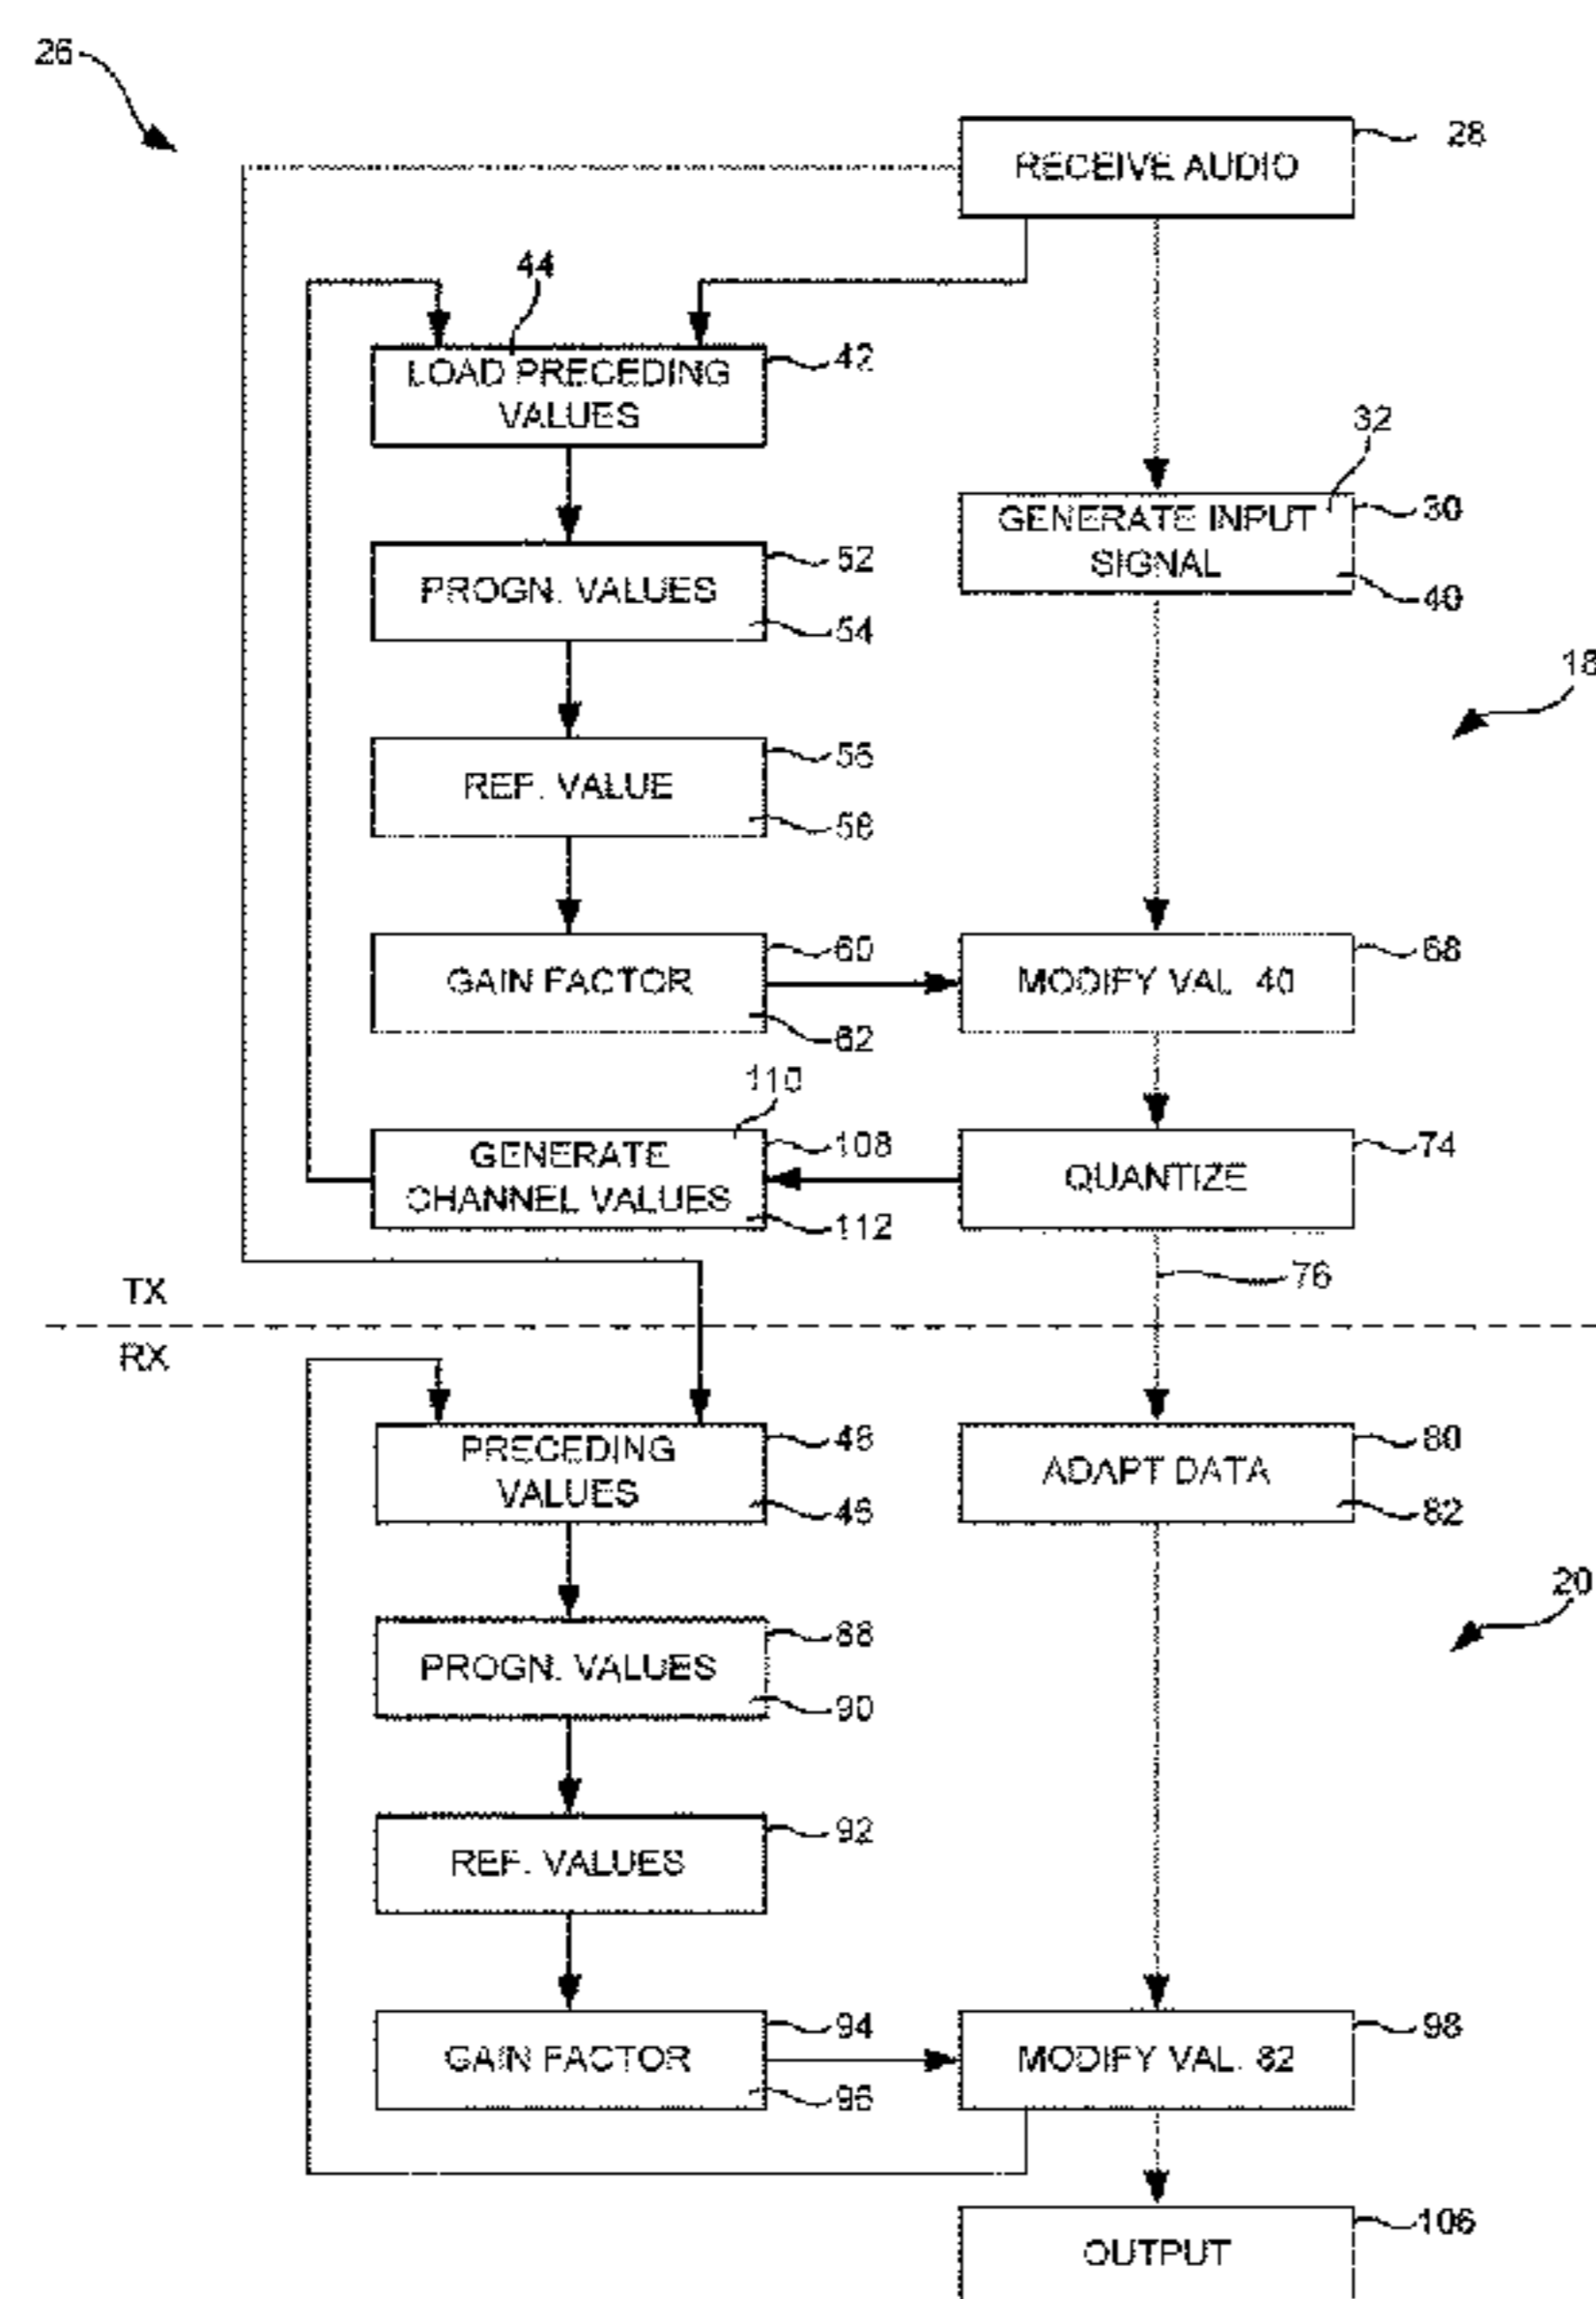 26
28
RECEIVE AUDIO
44
42
LOAD PRECEDING
VALUES
32
30
GENERATE INPUT
SIGNAL
40
52
PROGN. VALUES
54
18
56
REF. VALUE
58
60
GAIN FACTOR
62
68
MODIFY VAL. 40
110
108
GENERATE
CHANNEL VALUES
112
74
QUANTIZE
76
TX
RX
48
PRECEDING
VALUES
46
80
ADAPT DATA
82
20
88
PROGN. VALUES
90
92
REF. VALUES
94
GAIN FACTOR
96
98
MODIFY VAL. 82
106
OUTPUT